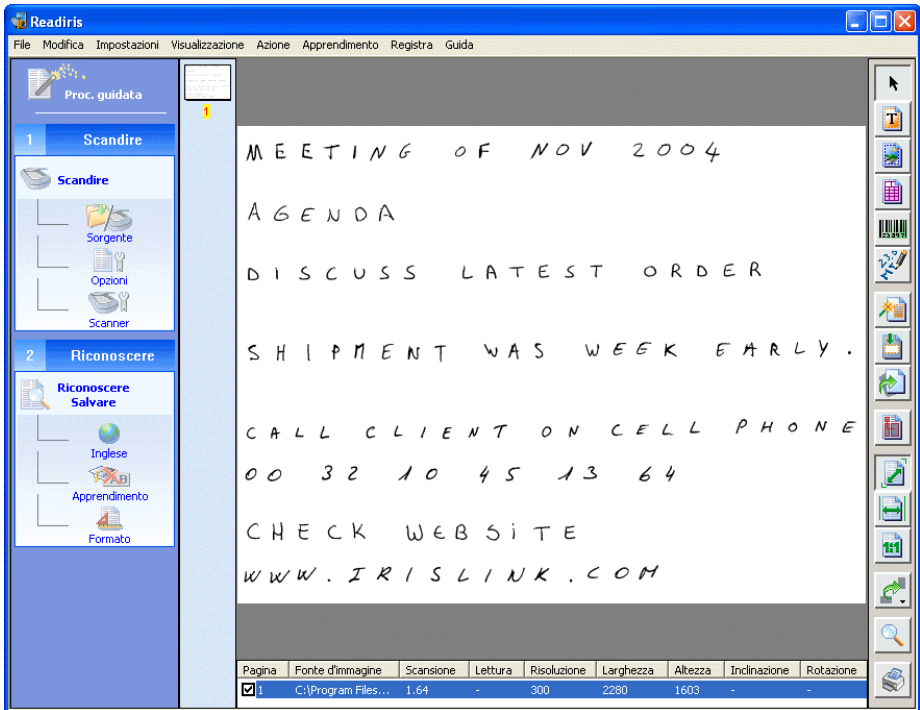 Readiris
File Modifica Impostazioni Visualizzazione Azione Apprendimento Registra Guida
Proc. guidata
1 Scandire
Scandire
Sorgente
Opzioni
Scanner
2 Riconoscere
Riconoscere
Salvare
Inglese
Apprendimento
Formato
1
MEETING OF NOV 2004
AGENDA
DISCUSS LATEST ORDER
SHIPMENT WAS WEEK EARLY.
CALL CLIENT ON CELL PHONE
00 32 10 45 13 64
CHECK WEBSiTE
WWW.IRISLINK.COM
T
23897
1:1
Pagina Fonte d'immagine Scansione Lettura Risoluzione Larghezza Altezza Inclinazione Rotazione
1 C:\Program Files... 1.64 - 300 2280 1603 - -